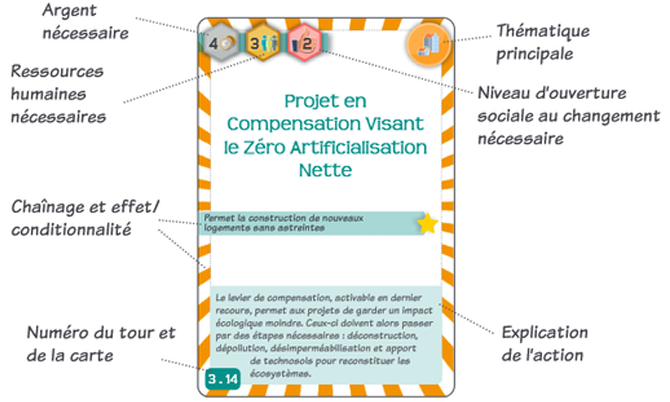 Argent
nécessaire
Ressources
humaines
nécessaires
4
3
2
Thématique
principale
Niveau d'ouverture
sociale au changement
nécessaire
Projet en
Compensation Visant
le Zéro Artificialisation
Nette
Chaînage et effet/
conditionnalité
Permet la construction de nouveaux
logements sans astreintes
Le levier de compensation, activable en dernier
recours, permet aux projets de garder un impact
écologique moindre. Ceux-ci doivent alors passer
par des étapes nécessaires : déconstruction,
dépollution, désimperméabilisation et apport
de technosols pour reconstituer les
écosystèmes.
Numéro du tour et
de la carte
3.14
Explication
de l'action